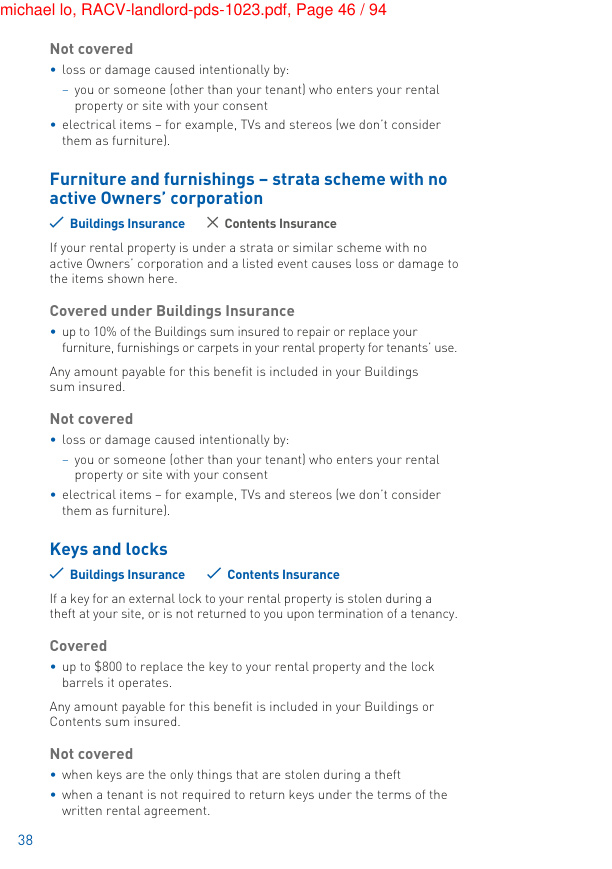 michael lo, RACV-landlord-pds-1023.pdf, Page 46 / 94
Not covered
• loss or damage caused intentionally by:
– you or someone (other than your tenant) who enters your rental
property or site with your consent
• electrical items – for example, TVs and stereos (we don’t consider
them as furniture).
Furniture and furnishings – strata scheme with no
active Owners’ corporation
✓ Buildings Insurance ✕ Contents Insurance
If your rental property is under a strata or similar scheme with no
active Owners’ corporation and a listed event causes loss or damage to
the items shown here.
Covered under Buildings Insurance
• up to 10% of the Buildings sum insured to repair or replace your
furniture, furnishings or carpets in your rental property for tenants’ use.
Any amount payable for this benefit is included in your Buildings
sum insured.
Not covered
• loss or damage caused intentionally by:
– you or someone (other than your tenant) who enters your rental
property or site with your consent
• electrical items – for example, TVs and stereos (we don’t consider
them as furniture).
Keys and locks
✓ Buildings Insurance ✓ Contents Insurance
If a key for an external lock to your rental property is stolen during a
theft at your site, or is not returned to you upon termination of a tenancy.
Covered
• up to $800 to replace the key to your rental property and the lock
barrels it operates.
Any amount payable for this benefit is included in your Buildings or
Contents sum insured.
Not covered
• when keys are the only things that are stolen during a theft
• when a tenant is not required to return keys under the terms of the
written rental agreement.
38